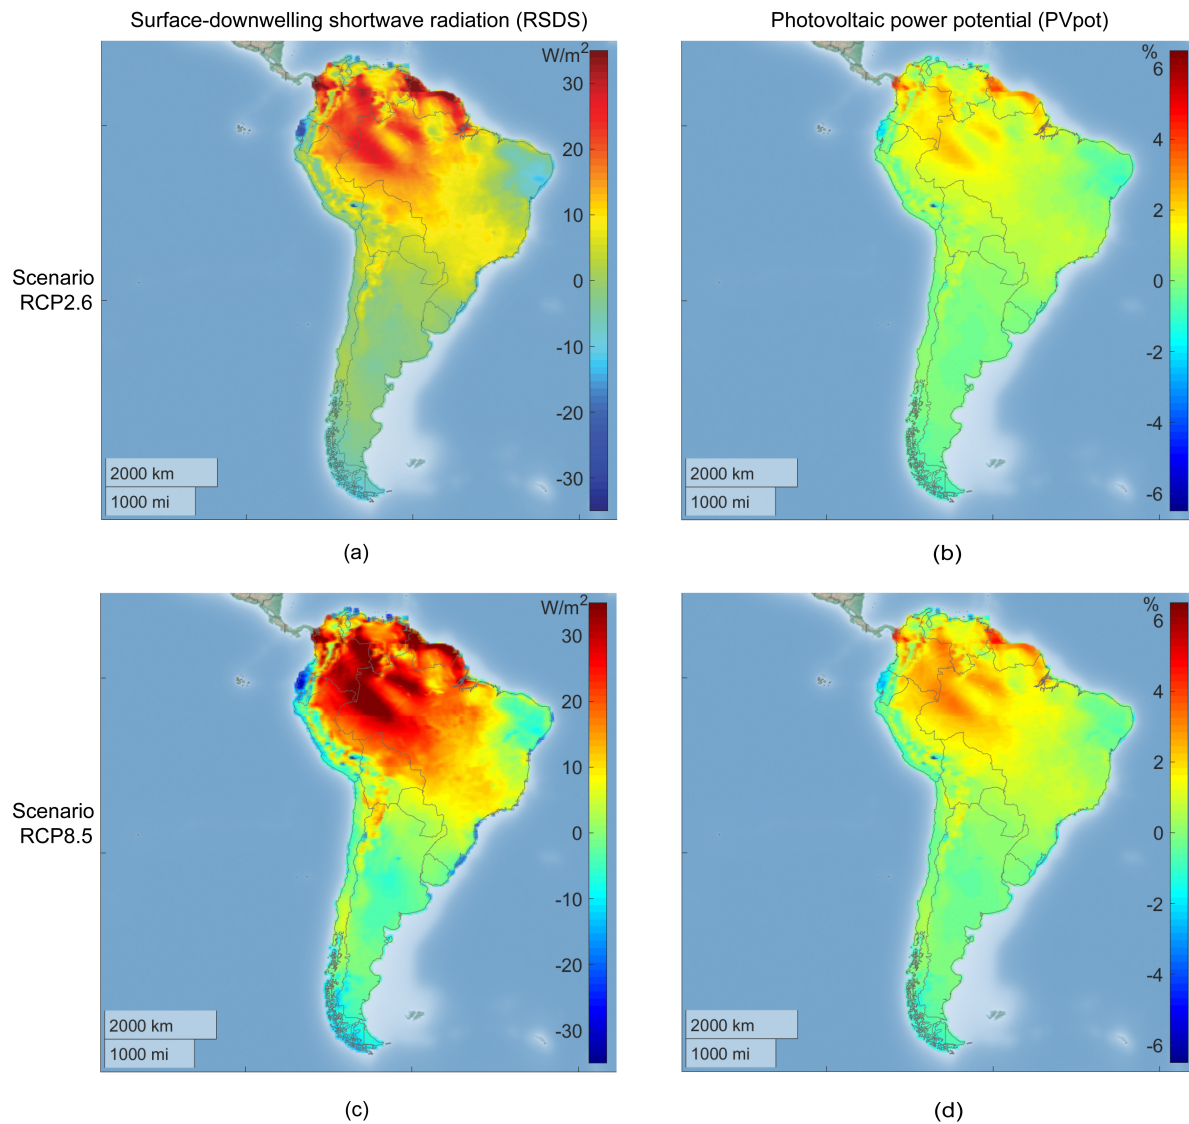 Surface-downwelling shortwave radiation (RSDS)
Photovoltaic power potential (PVpot)
Scenario
RCP2.6
W/m2
30
20
10
0
-10
-20
-30
2000 km
1000 mi
(a)
%
6
4
2
0
-2
-4
-6
2000 km
1000 mi
(b)
Scenario
RCP8.5
W/m2
30
20
10
0
-10
-20
-30
2000 km
1000 mi
(c)
%
6
4
2
0
-2
-4
-6
2000 km
1000 mi
(d)